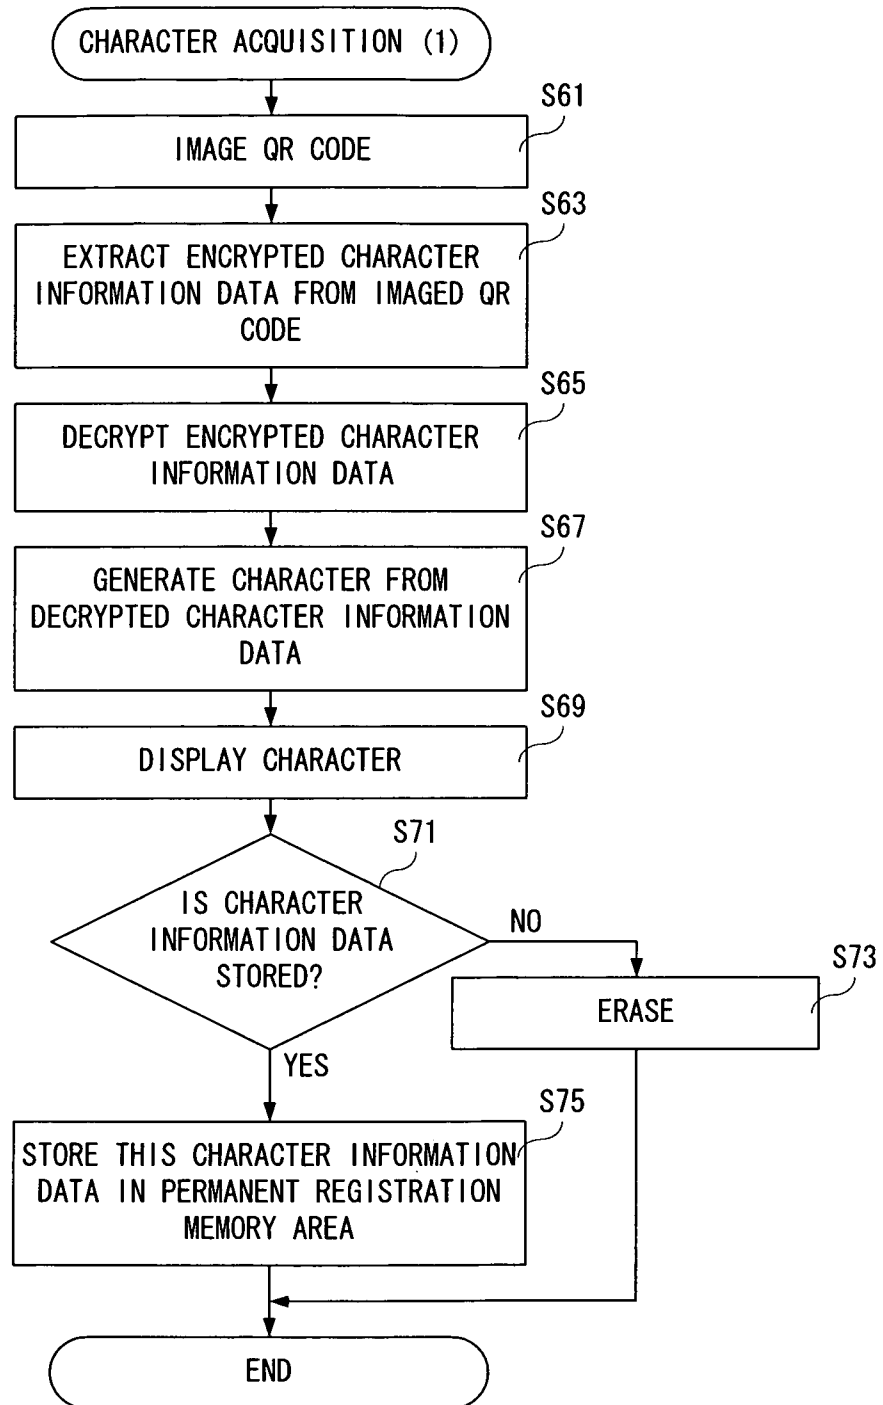 CHARACTER ACQUISITION (1)
S61
IMAGE QR CODE
S63
EXTRACT ENCRYPTED CHARACTER
INFORMATION DATA FROM IMAGED QR
CODE
S65
DECRYPT ENCRYPTED CHARACTER
INFORMATION DATA
S67
GENERATE CHARACTER FROM
DECRYPTED CHARACTER INFORMATION
DATA
S69
DISPLAY CHARACTER
S71
IS CHARACTER
INFORMATION DATA
STORED?
NO
S73
ERASE
YES
S75
STORE THIS CHARACTER INFORMATION
DATA IN PERMANENT REGISTRATION
MEMORY AREA
END